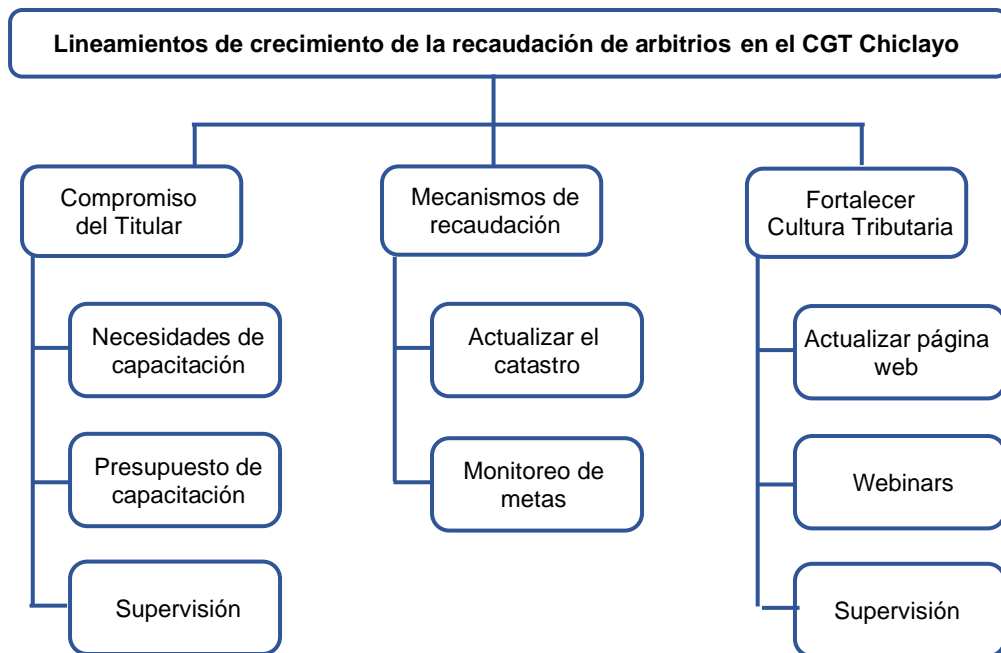 Lineamientos de crecimiento de la recaudación de arbitrios en el CGT Chiclayo
Compromiso
del Titular
Necesidades de
capacitación
Presupuesto de
capacitación
Supervisión
Mecanismos de
recaudación
Actualizar el
catastro
Monitoreo de
metas
Fortalecer
Cultura Tributaria
Actualizar página
web
Webinars
Supervisión